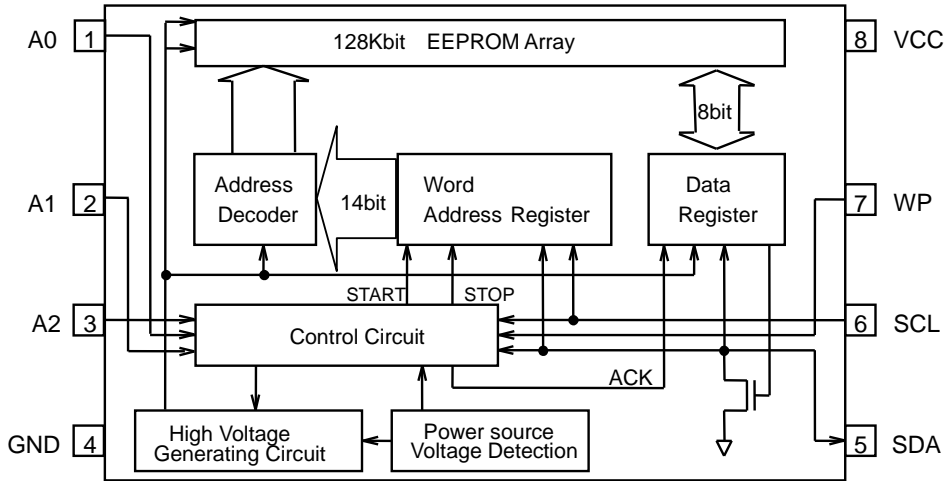 A0 1
128Kbit EEPROM Array
8 VCC
8bit
A1 2
Address
Decoder
14bit
Word
Address Register
Data
Register
7 WP
START
STOP
A2 3
Control Circuit
6 SCL
ACK
GND 4
High Voltage
Generating Circuit
Power source
Voltage Detection
5 SDA